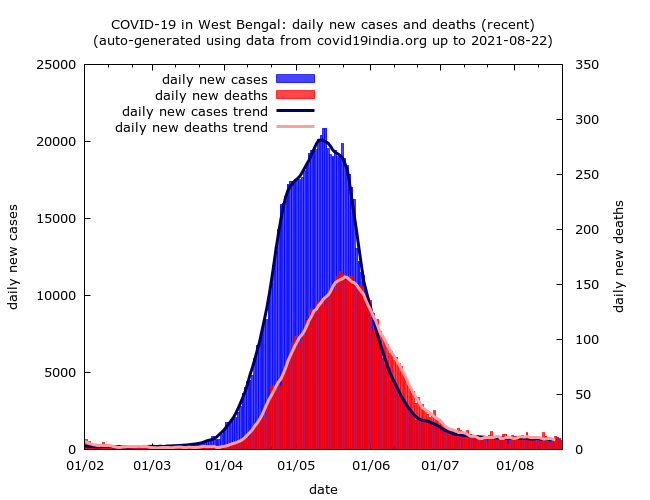 COVID-19 in West Bengal: daily new cases and deaths (recent)
(auto-generated using data from covid19india.org up to 2021-08-22)
25000
20000
15000
10000
5000
0
350
300
250
200
150
100
50
0
daily new cases
daily new deaths
daily new cases trend
daily new deaths trend
daily new cases
daily new deaths
01/02 01/03 01/04 01/05 01/06 01/07 01/08
date